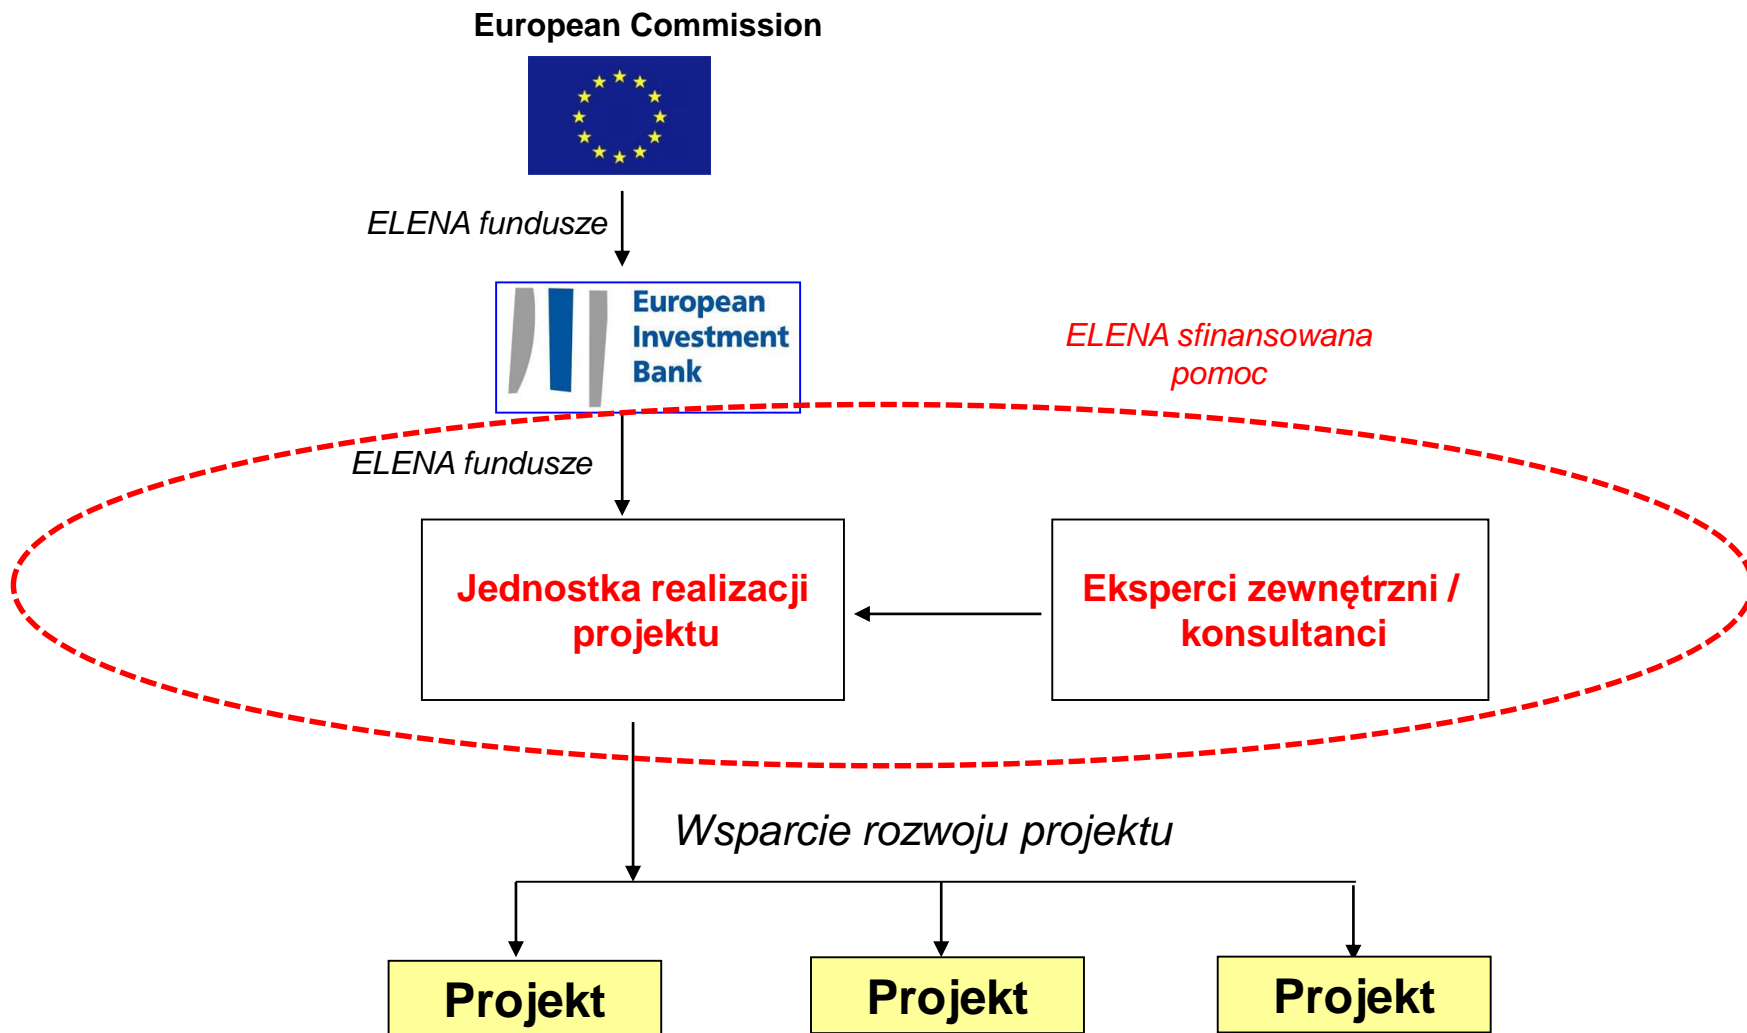 European Commission
ELENA fundusze
European
Investment
Bank
ELENA sfinansowana
pomoc
ELENA fundusze
Jednostka realizacji
projektu
Eksperci zewnętrzni /
konsultanci
Wsparcie rozwoju projektu
Projekt
Projekt
Projekt